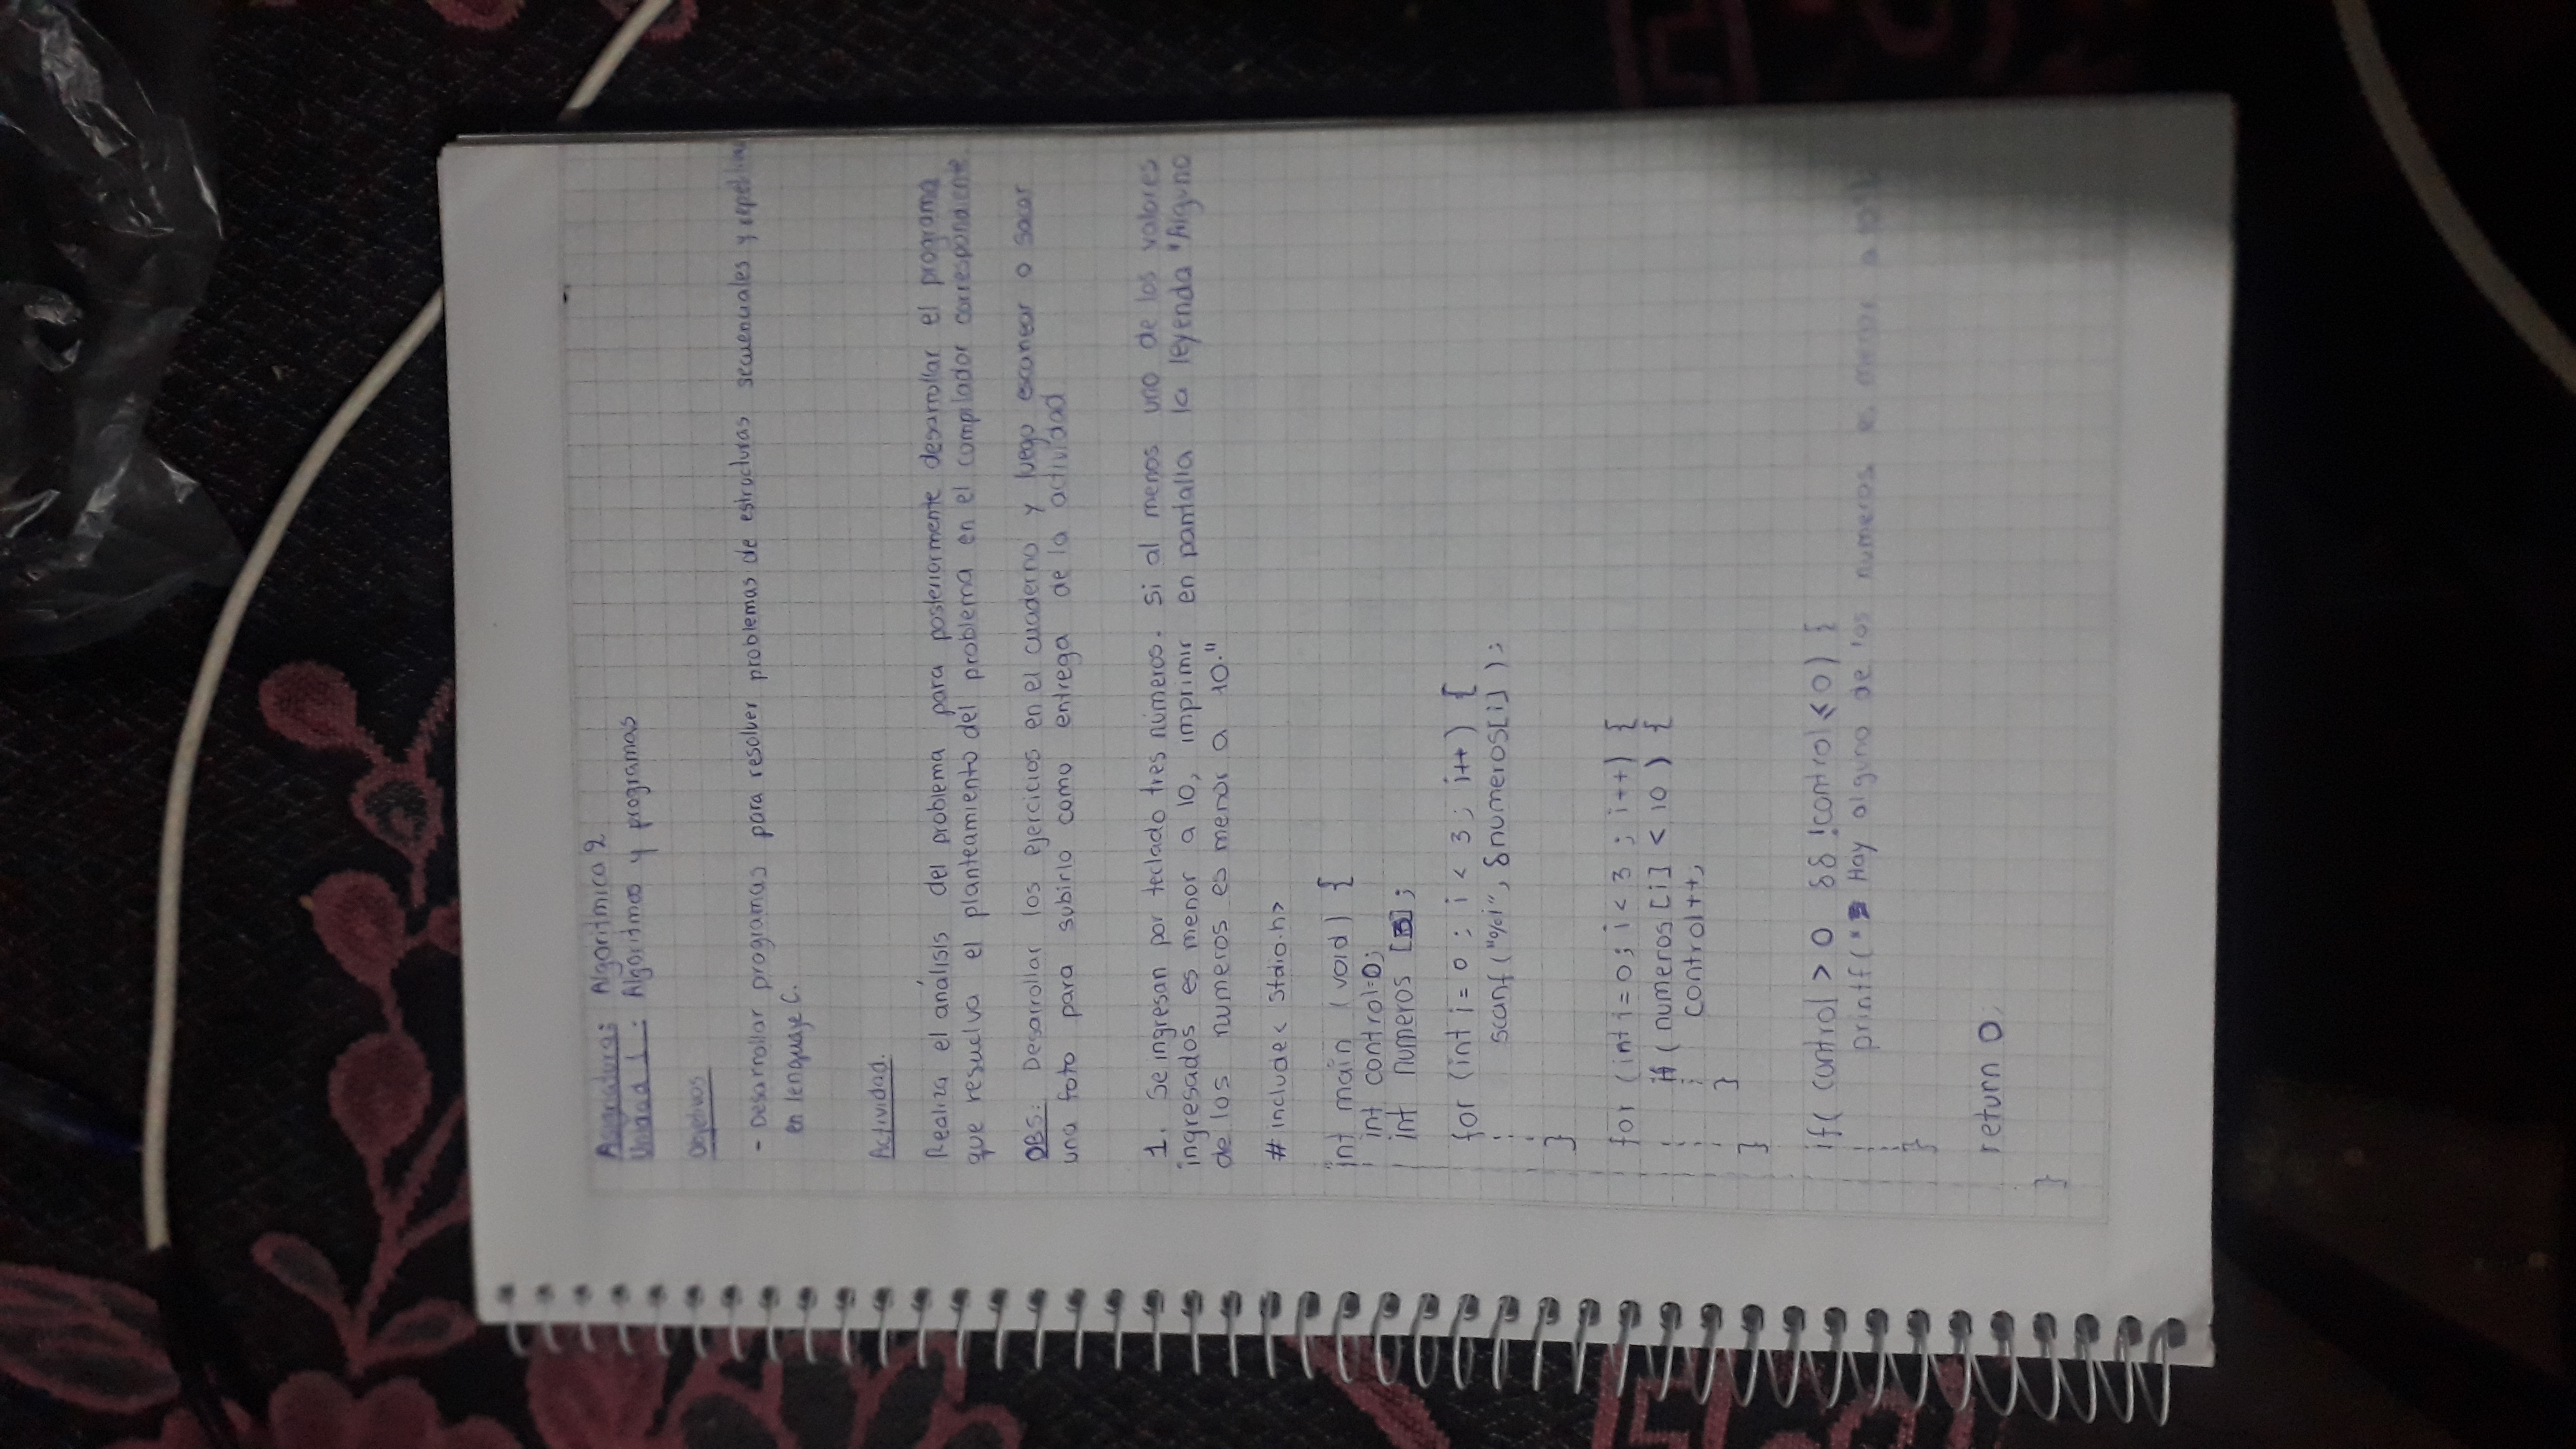 Asignatura: Algoritmica 2
Unidad 1: Algoritmos y programas
Objetivos
- Desarrollar programas para resolver problemas de estructuras secuenciales y
en lenguaje C.
Actividad.
Realiza el análisis del problema para posteriormente desarrollar el programa
que resuelva el planteamiento del problema en el compilador correspondiente.
OBS: Desarrollar los ejercicios en el cuaderno y luego escanear o sacar
una foto para subirlo como entrega de la actividad
1. Se ingresan por teclado tres números. Si al menos uno de los valores
ingresados es menor a 10, imprimir en pantalla la leyenda "Alguno
de los numeros es menor a 10."
# include < stdio.h>
int main (void) {
int control=0;
int numeros [3];
for (int i= 0 ; i < 3 ; i++) {
scanf ("%i", &numeros[i] );
}
for (int i=0; i < 3 ; i++) {
if ( numeros [i] < 10 ) {
control++;
}
}
if( control > 0 && !control ≤ 0) {
printf(" Hay alguno de los numeros es menor a
}
return 0;
}